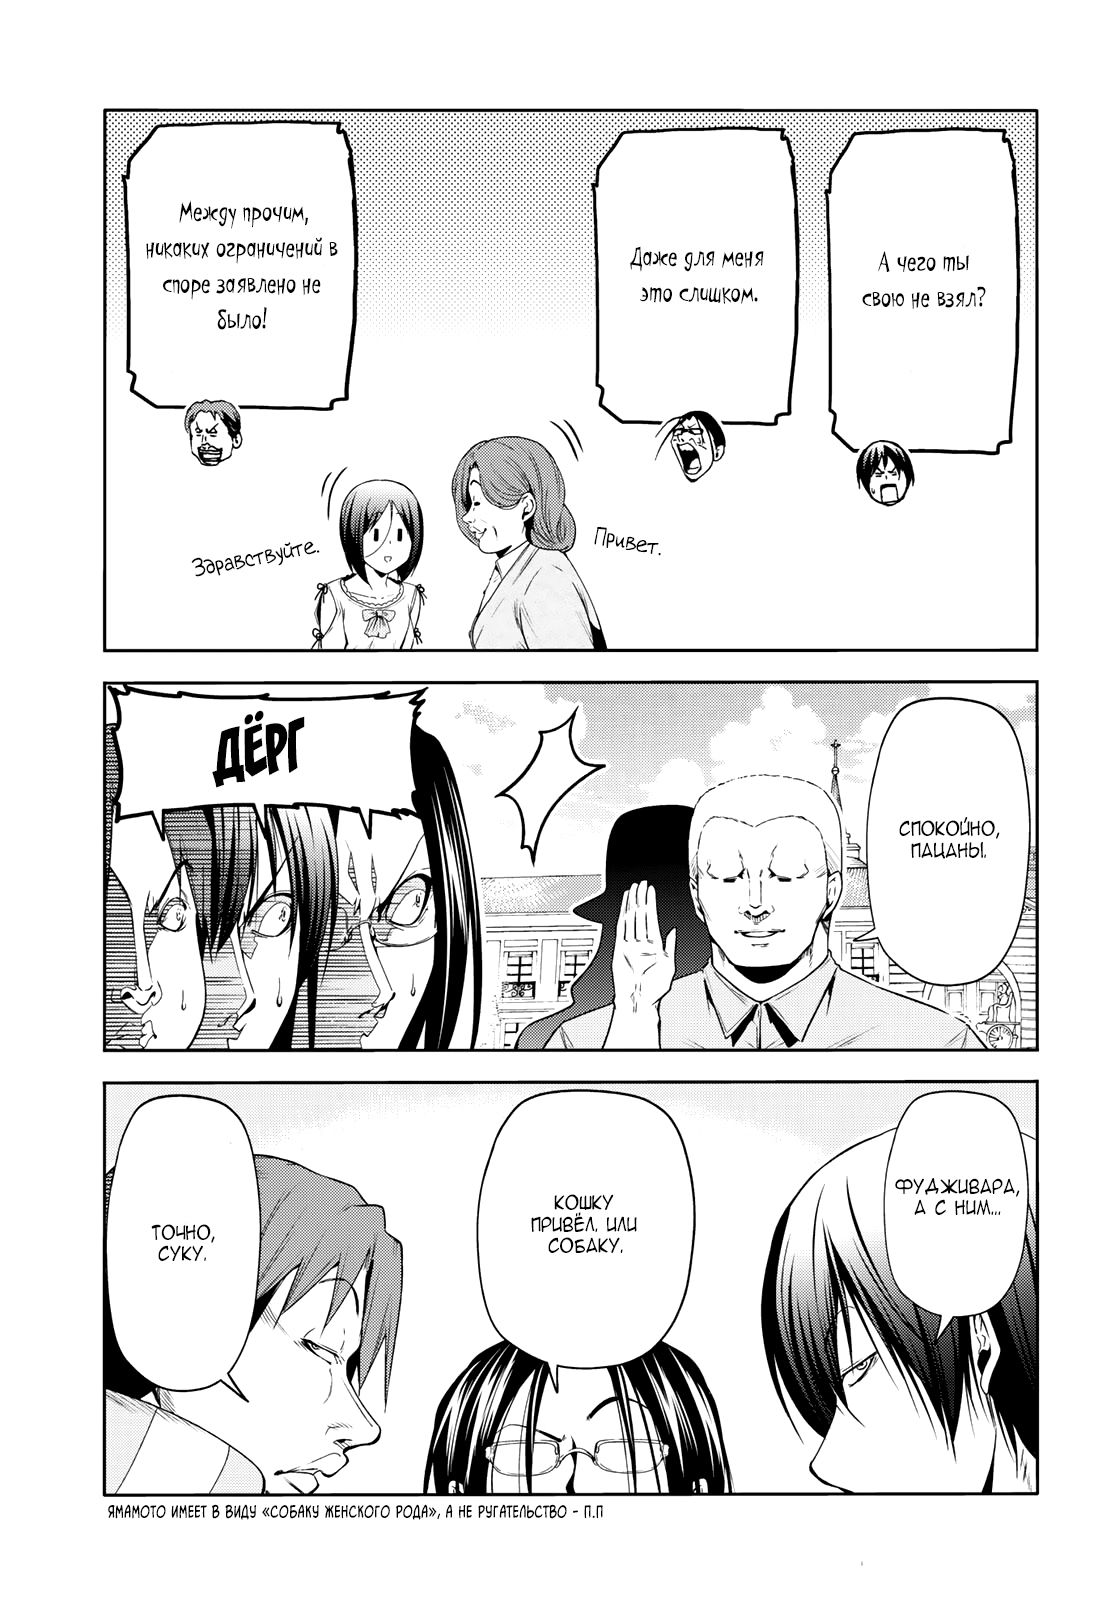 А чего ты
свою не взял?
Даже для меня
это слишком.
Между прочим,
никаких ограничений в
споре заявлено не
было!
Привет.
Здравствуйте.
СПОКОЙНО,
ПАЦАНЫ.
ДЁРГ
ФУДЖИВАРА,
А С НИМ...
КОШКУ
ПРИВЁЛ. ИЛИ
СОБАКУ.
ТОЧНО,
СУКУ.
ЯМАМОТО ИМЕЕТ В ВИДУ «СОБАКУ ЖЕНСКОГО РОДА», А НЕ РУГАТЕЛЬСТВО - П.П